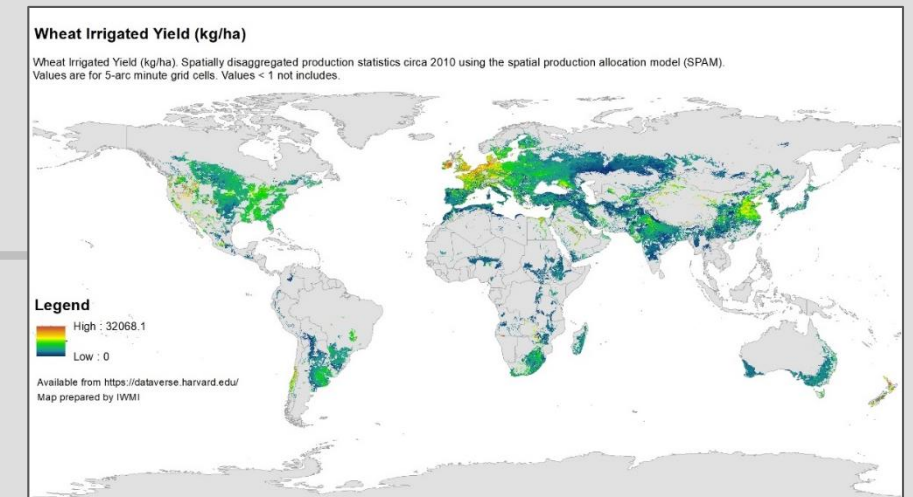 Wheat Irrigated Yield (kg/ha)
Wheat Irrigated Yield (kg/ha). Spatially disaggregated production statistics circa 2010 using the spatial production allocation model (SPAM).
Values are for 5-arc minute grid cells. Values < 1 not includes.
Legend
High : 32068.1
Low : 0
Available from https://dataverse.harvard.edu/
Map prepared by IWMI